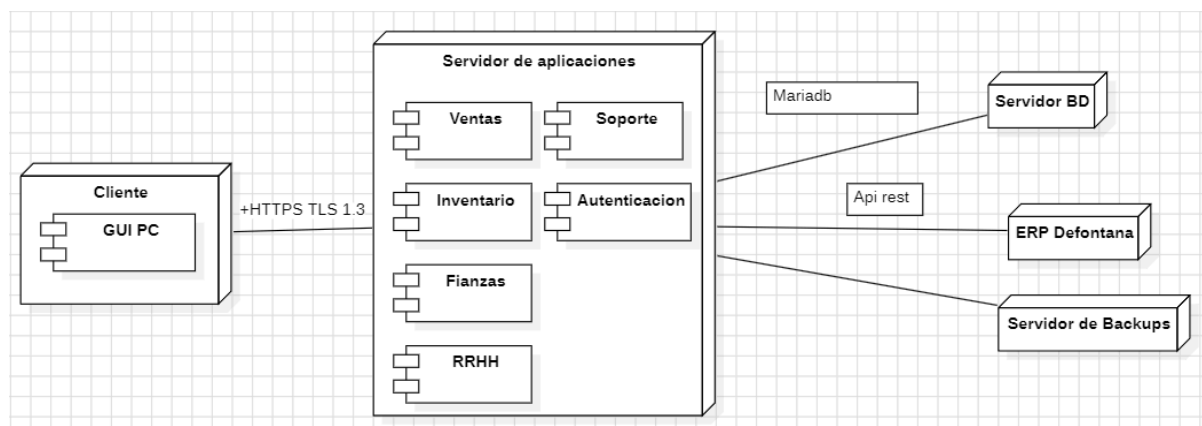 Cliente
GUI PC
+HTTPS TLS 1.3
Servidor de aplicaciones
Ventas
Soporte
Inventario
Autenticacion
Fianzas
RRHH
Mariadb
Servidor BD
Api rest
ERP Defontana
Servidor de Backups